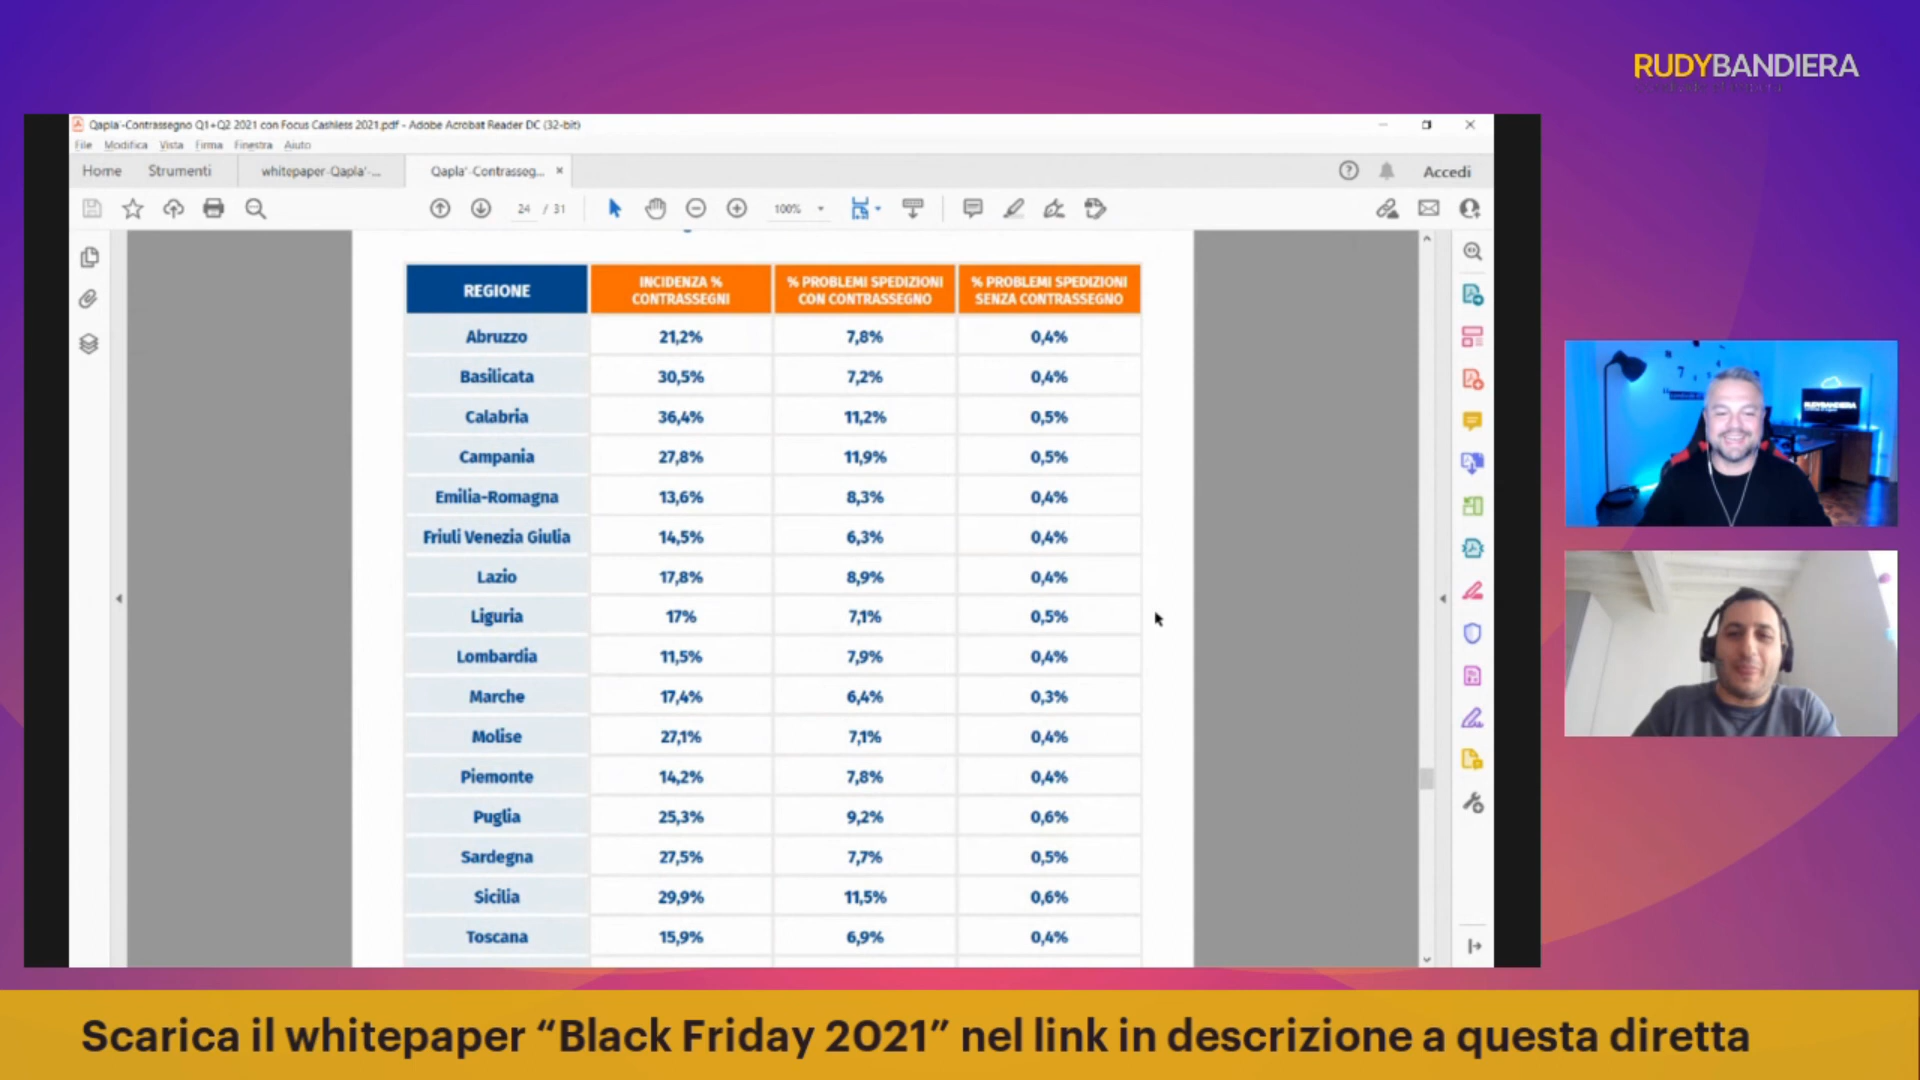 RUDYBANDIERA
Qapla'-Contrassegno Q1+Q2 2021 con Focus Cashless 2021.pdf - Adobe Acrobat Reader DC (32-bit)
File Modifica Vista Firma Finestra Aiuto
Home Strumenti whitepaper-Qapla'-... Qapla'-Contrasseg... × Accedi
24 / 31 100%
REGIONE INCIDENZA % CONTRASSEGNI % PROBLEMI SPEDIZIONI CON CONTRASSEGNO % PROBLEMI SPEDIZIONI SENZA CONTRASSEGNO
Abruzzo 21,2% 7,8% 0,4%
Basilicata 30,5% 7,2% 0,4%
Calabria 36,4% 11,2% 0,5%
Campania 27,8% 11,9% 0,5%
Emilia-Romagna 13,6% 8,3% 0,4%
Friuli Venezia Giulia 14,5% 6,3% 0,4%
Lazio 17,8% 8,9% 0,4%
Liguria 17% 7,1% 0,5%
Lombardia 11,5% 7,9% 0,4%
Marche 17,4% 6,4% 0,3%
Molise 27,1% 7,1% 0,4%
Piemonte 14,2% 7,8% 0,4%
Puglia 25,3% 9,2% 0,6%
Sardegna 27,5% 7,7% 0,5%
Sicilia 29,9% 11,5% 0,6%
Toscana 15,9% 6,9% 0,4%
RUDYBANDIERA
Scarica il whitepaper “Black Friday 2021” nel link in descrizione a questa diretta